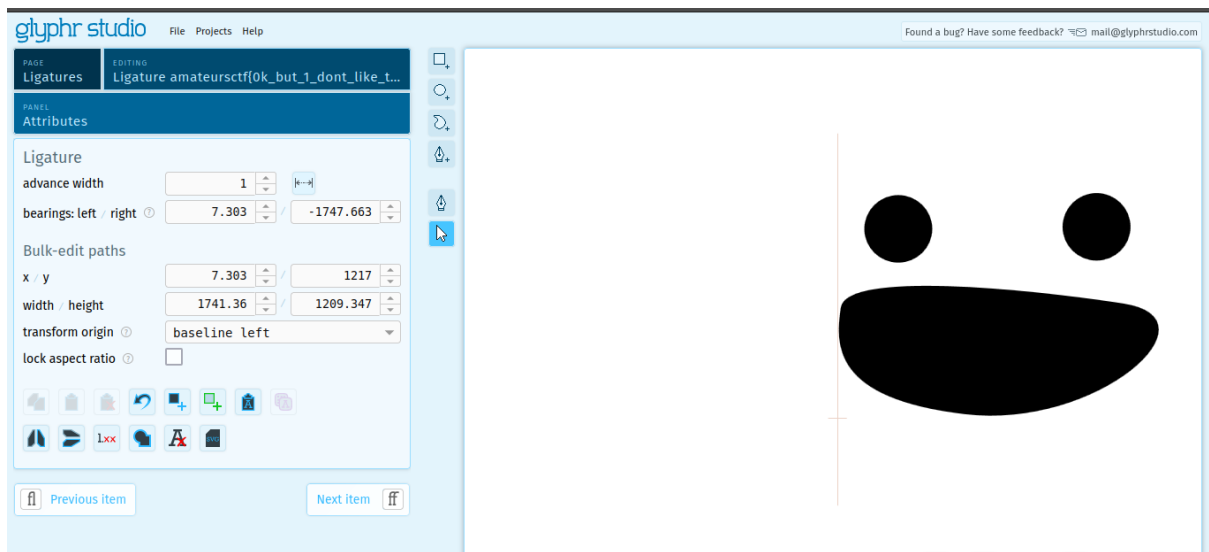 glyphr studio File Projects Help
Found a bug? Have some feedback? mail@glyphrstudio.com
PAGE
Ligatures
EDITING
Ligature amateursctf{0k_but_1_dont_like_t...
PANEL
Attributes
Ligature
advance width 1
bearings: left / right 7.303 / -1747.663
Bulk-edit paths
x / y 7.303 / 1217
width / height 1741.36 / 1209.347
transform origin baseline left
lock aspect ratio
A A
1.xx A SVG
fl Previous item
Next item ff